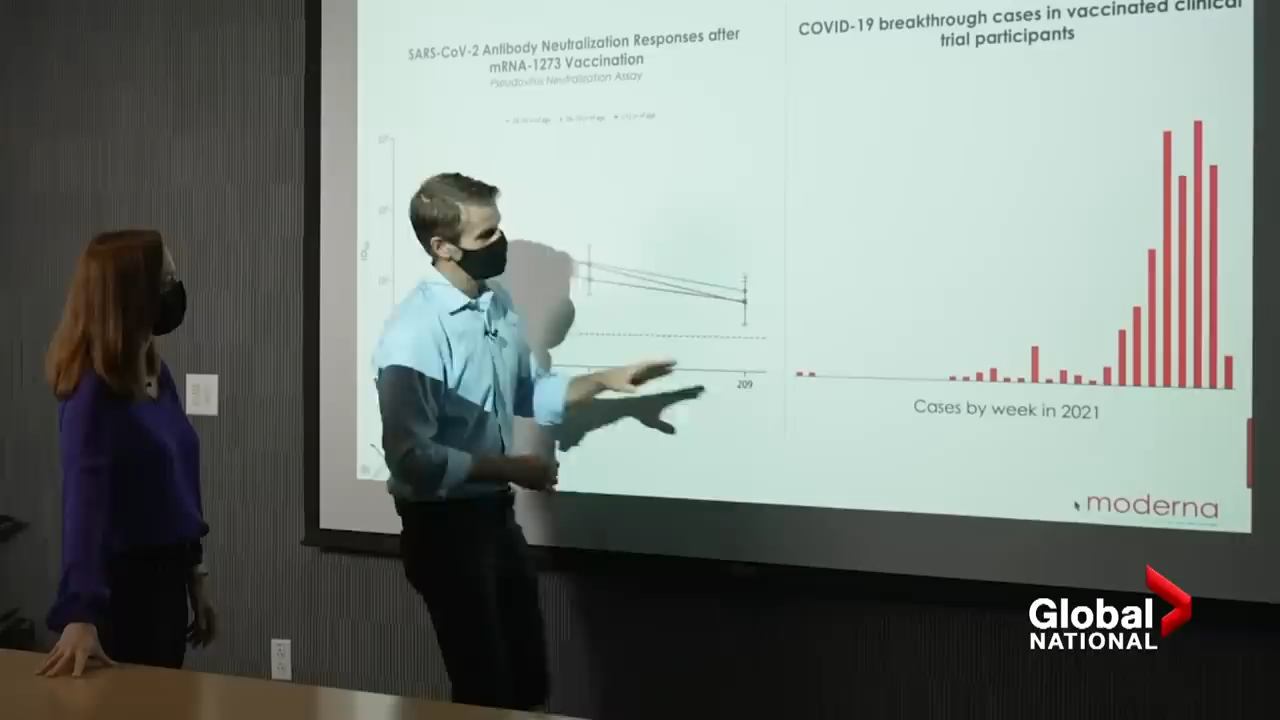 SARS-CoV-2 Antibody Neutralization Responses after
mRNA-1273 Vaccination
Pseudovirus Neutralization Assay
209
COVID-19 breakthrough cases in vaccinated clinical
trial participants
Cases by week in 2021
moderna
Global
NATIONAL